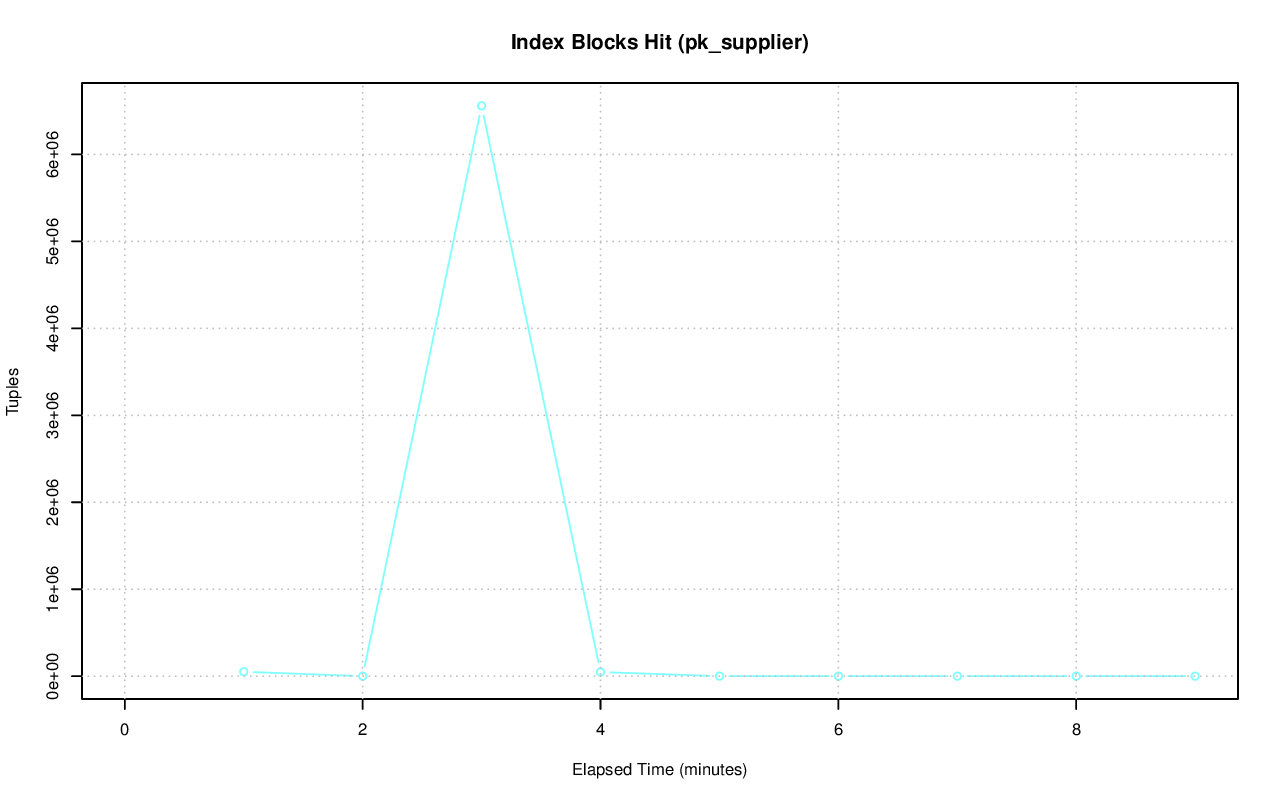 Index Blocks Hit (pk_supplier)
Tuples
6e+06
5e+06
4e+06
3e+06
2e+06
1e+06
0e+00
0 2 4 6 8
Elapsed Time (minutes)